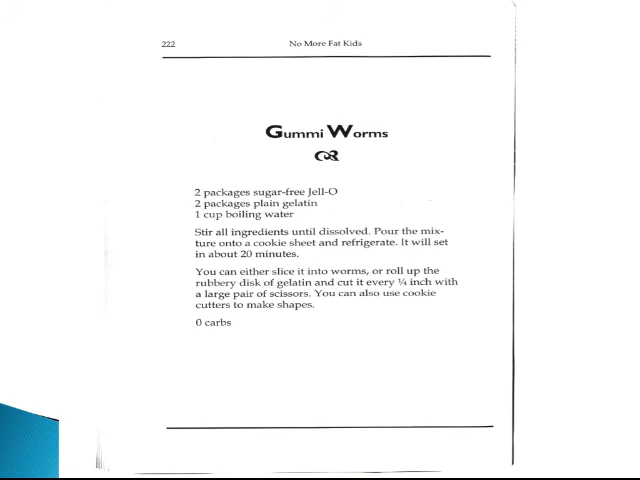 222
No More Fat Kids
Gummi Worms
2 packages sugar-free Jell-O
2 packages plain gelatin
1 cup boiling water
Stir all ingredients until dissolved. Pour the mix-
ture onto a cookie sheet and refrigerate. It will set
in about 20 minutes.
You can either slice it into worms, or roll up the
rubbery disk of gelatin and cut it every ¼ inch with
a large pair of scissors. You can also use cookie
cutters to make shapes.
0 carbs